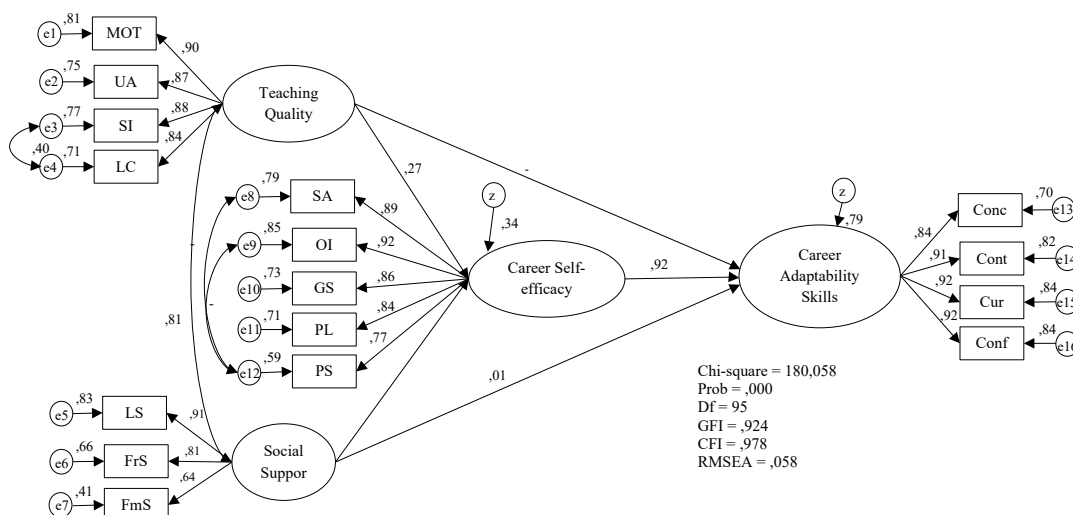 ,81
e1
MOT
,90
,75
e2
UA
,87
,77
e3
SI
,88
,40
,71
e4
LC
,84
Teaching
Quality
,27
-
-
,81
,79
e8
SA
,89
,85
e9
OI
,92
,73
e10
GS
,86
-
,71
e11
PL
,84
,59
e12
PS
,77
z
,34
Career Self-
efficacy
,92
z
,79
Career
Adaptability
Skills
,84
Conc
,70
e13
,91
Cont
,82
e14
,92
Cur
,84
e15
,92
Conf
,84
e16
,01
,83
e5
LS
,91
,66
e6
FrS
,81
,41
e7
FmS
,64
Social
Suppor
Chi-square = 180,058
Prob = ,000
Df = 95
GFI = ,924
CFI = ,978
RMSEA = ,058